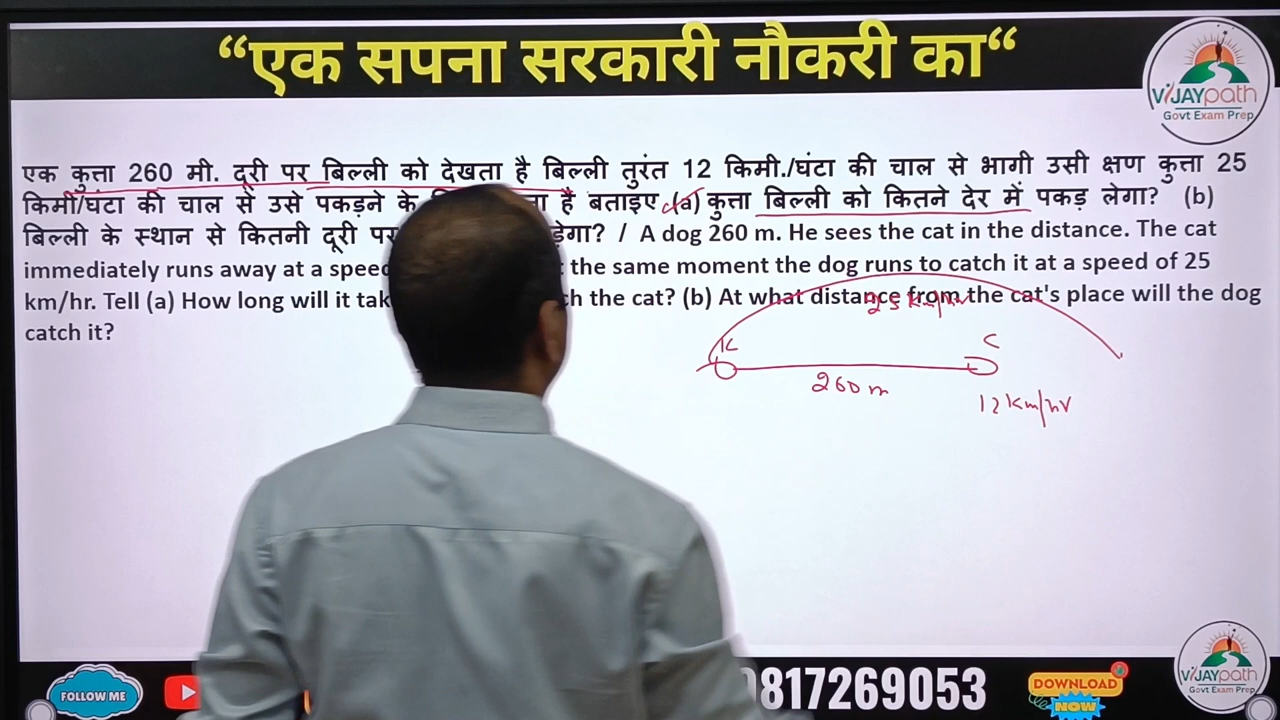 “एक सपना सरकारी नौकरी का“
VIJAYpath
Govt Exam Prep
एक कुत्ता 260 मी. दूरी पर बिल्ली को देखता है बिल्ली तुरंत 12 किमी./घंटा की चाल से भागी उसी क्षण कुत्ता 25
किमी/घंटा की चाल से उसे पकड़ने के है बताइए (a) कुत्ता बिल्ली को कितने देर में पकड़ लेगा? (b)
बिल्ली के स्थान से कितनी दूरी / A dog 260 m. He sees the cat in the distance. The cat
immediately runs away at a the same moment the dog runs to catch it at a speed of 25
km/hr. Tell (a) How long will it the cat? (b) At what distance from the cat's place will the dog
catch it?
25 km/hr
K
C
260 m
12 km/hr
FOLLOW ME
817269053
DOWNLOAD
NOW
VIJAYpath
Govt Exam Prep